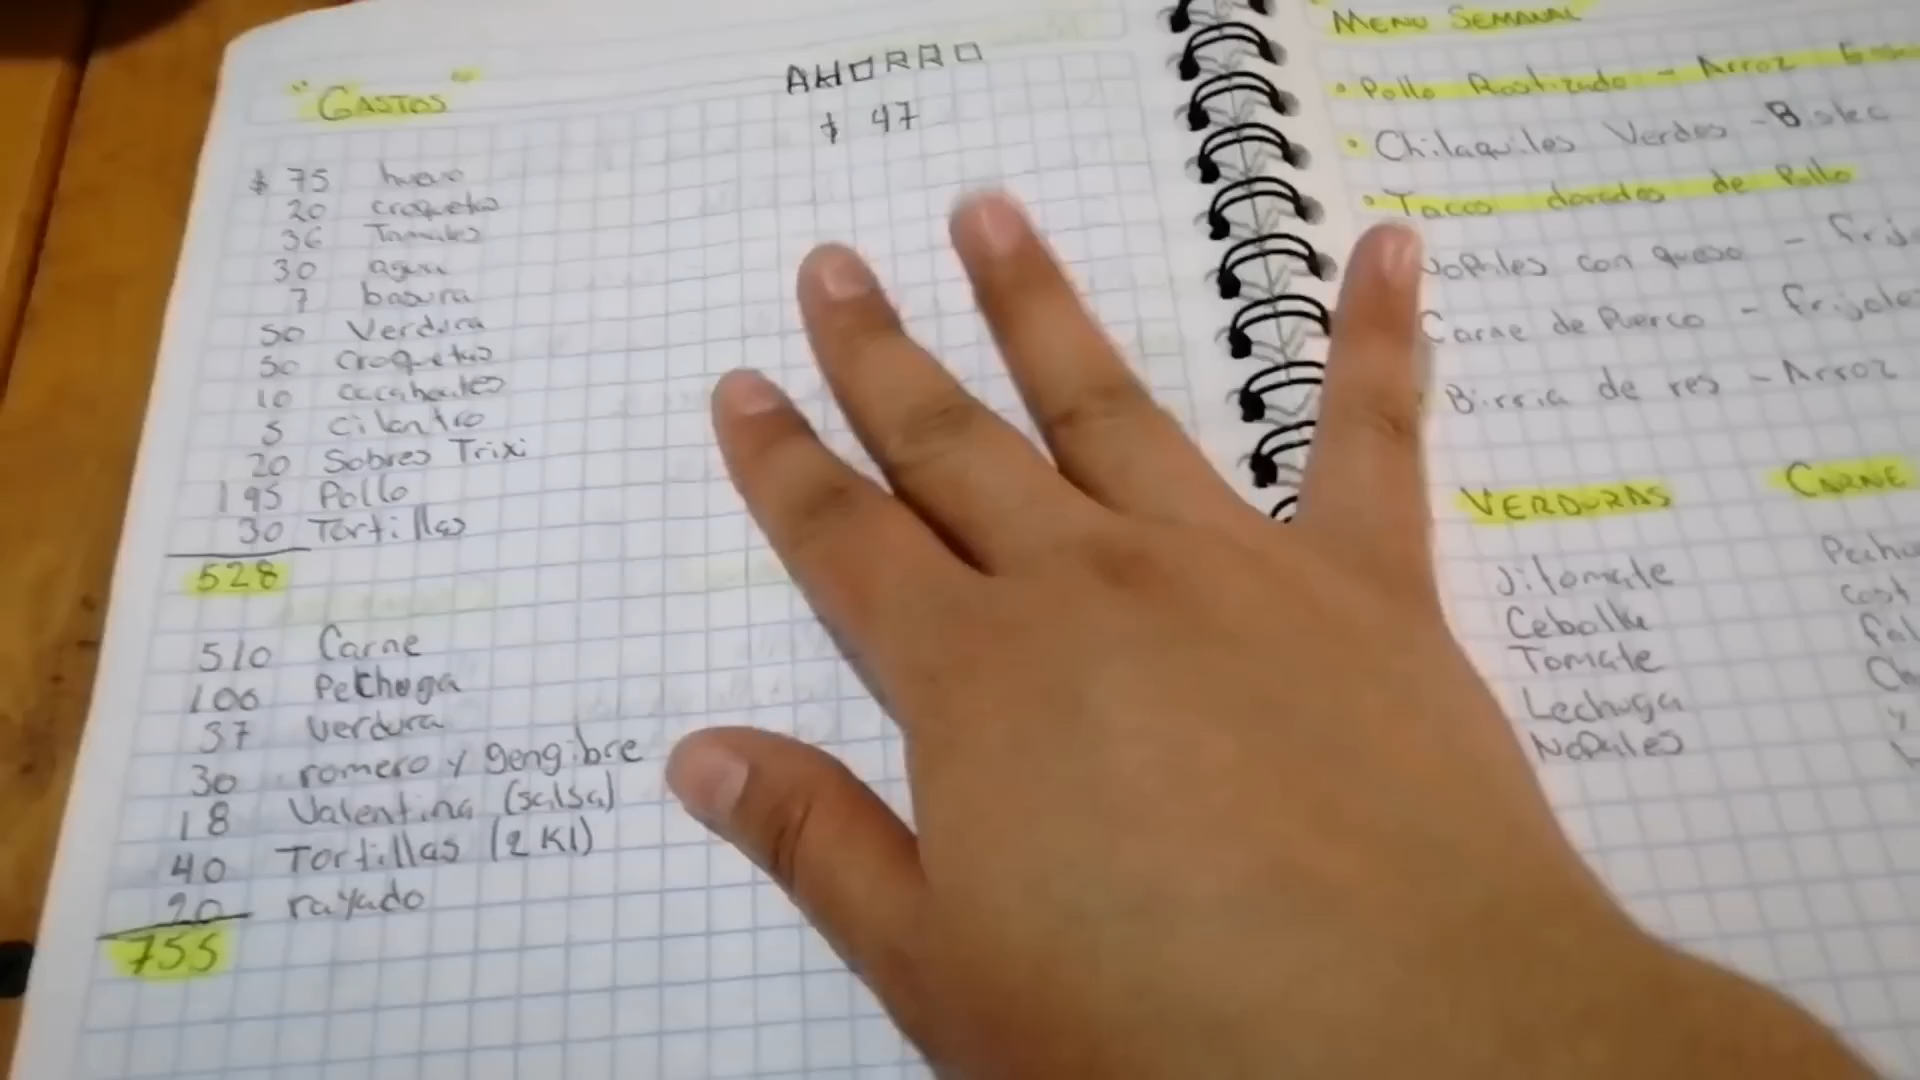 "GASTOS"
AHORRO
$ 47
$ 75 huevo
20 croquetas
36 Tamales
30 agua
7 basura
50 Verdura
50 croquetas
10
5 cilantro
20 Sobres Trixi
195 Pollo
30 Tortillas
528
510 Carne
100 Pechuga
37 verdura
30 romero y gengibre
18 Valentina (salsa)
40 Tortillas (2 Kl)
20 rayado
755
MENU SEMANAL
• Pollo Rostizado - Arroz
• Chilaquiles Verdes - Bistec
• Tacos dorados de Pollo
Nopales con queso -
Carne de Puerco -
Birria de res - Arroz
VERDURAS
Jitomate
Cebolla
Tomate
Lechuga
Nopales
CARNE